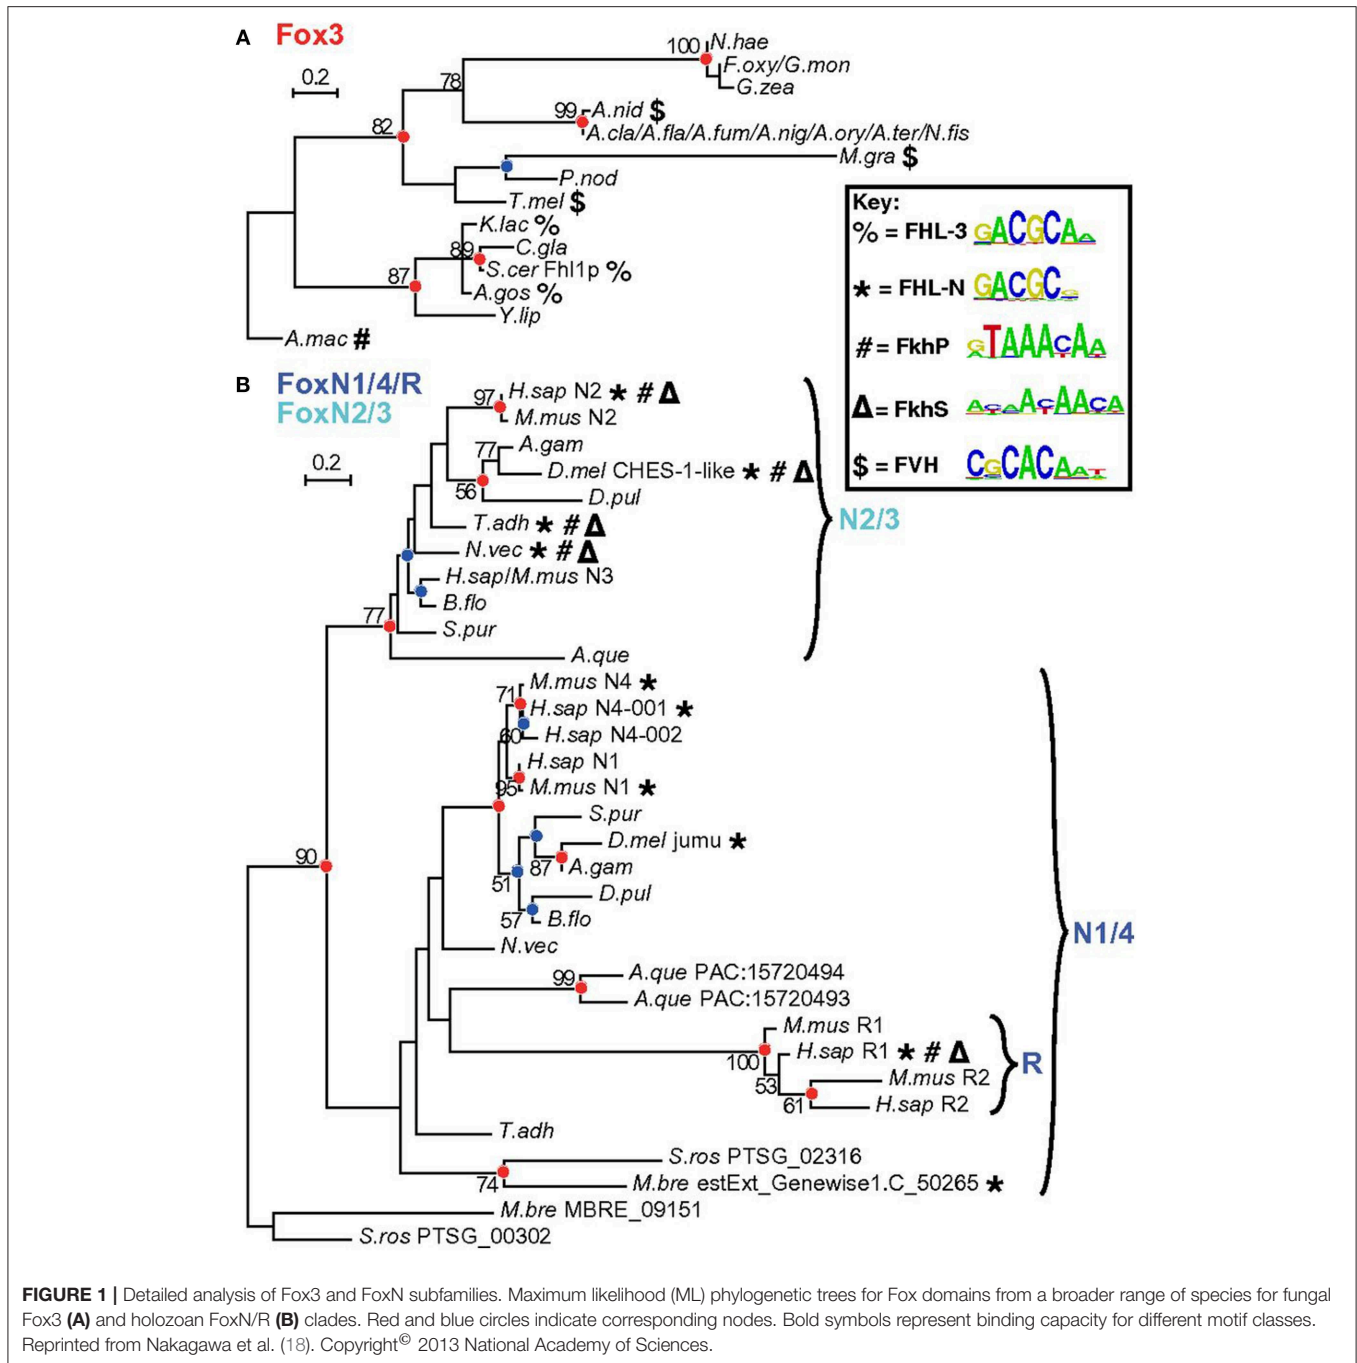 A Fox3
0.2
100
N.hae
F.oxy/G.mon
G.zea
78
99
A.nid $
A.cla/A.fla/A.fum/A.nig/A.ory/A.ter/N.fis
82
M.gra $
P.nod
T.mel $
K.lac %
89
C.gla
S.cer Fhl1p %
87
A.gos %
Y.lip
A.mac #
Key:
% = FHL-3 GACGCAA
* = FHL-N GACGCG
# = FkhP GTAAACAA
Δ = FkhS ACAACAACA
$ = FVH CGCACAAT
B FoxN1/4/R
FoxN2/3
0.2
97
H.sap N2 * # Δ
M.mus N2
77
A.gam
D.mel CHES-1-like * # Δ
56
D.pul
T.adh * # Δ
N.vec * # Δ
H.sap/M.mus N3
B.flo
77
S.pur
A.que
N2/3
71
M.mus N4 *
H.sap N4-001 *
60
H.sap N4-002
H.sap N1
95
M.mus N1 *
S.pur
D.mel jumu *
87
A.gam
51
D.pul
57
B.flo
90
N.vec
N1/4
99
A.que PAC:15720494
A.que PAC:15720493
M.mus R1
100
H.sap R1 * # Δ
53
M.mus R2
61
H.sap R2
R
T.adh
S.ros PTSG_02316
74
M.bre estExt_Genewise1.C_50265 *
M.bre MBRE_09151
S.ros PTSG_00302
FIGURE 1 | Detailed analysis of Fox3 and FoxN subfamilies. Maximum likelihood (ML) phylogenetic trees for Fox domains from a broader range of species for fungal
Fox3 (A) and holozoan FoxN/R (B) clades. Red and blue circles indicate corresponding nodes. Bold symbols represent binding capacity for different motif classes.
Reprinted from Nakagawa et al. (18). Copyright© 2013 National Academy of Sciences.